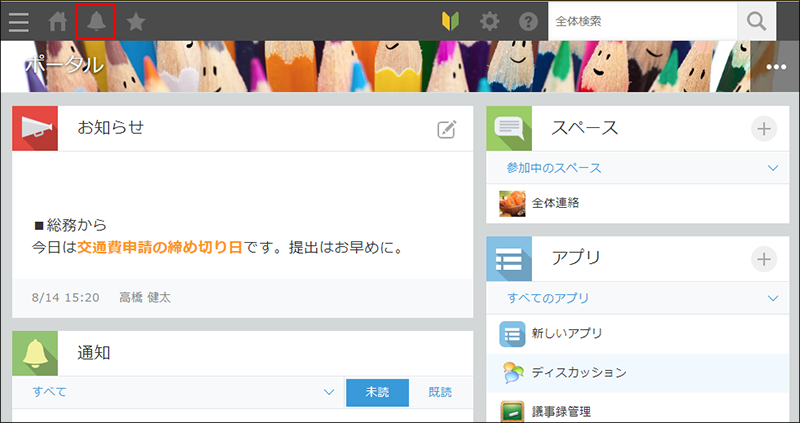 全体検索
ポータル
お知らせ
■総務から
今日は交通費申請の締め切り日です。提出はお早めに。
8/14 15:20 高橋 健太
通知
すべて
未読
既読
スペース
参加中のスペース
全体連絡
アプリ
すべてのアプリ
新しいアプリ
ディスカッション
議事録管理